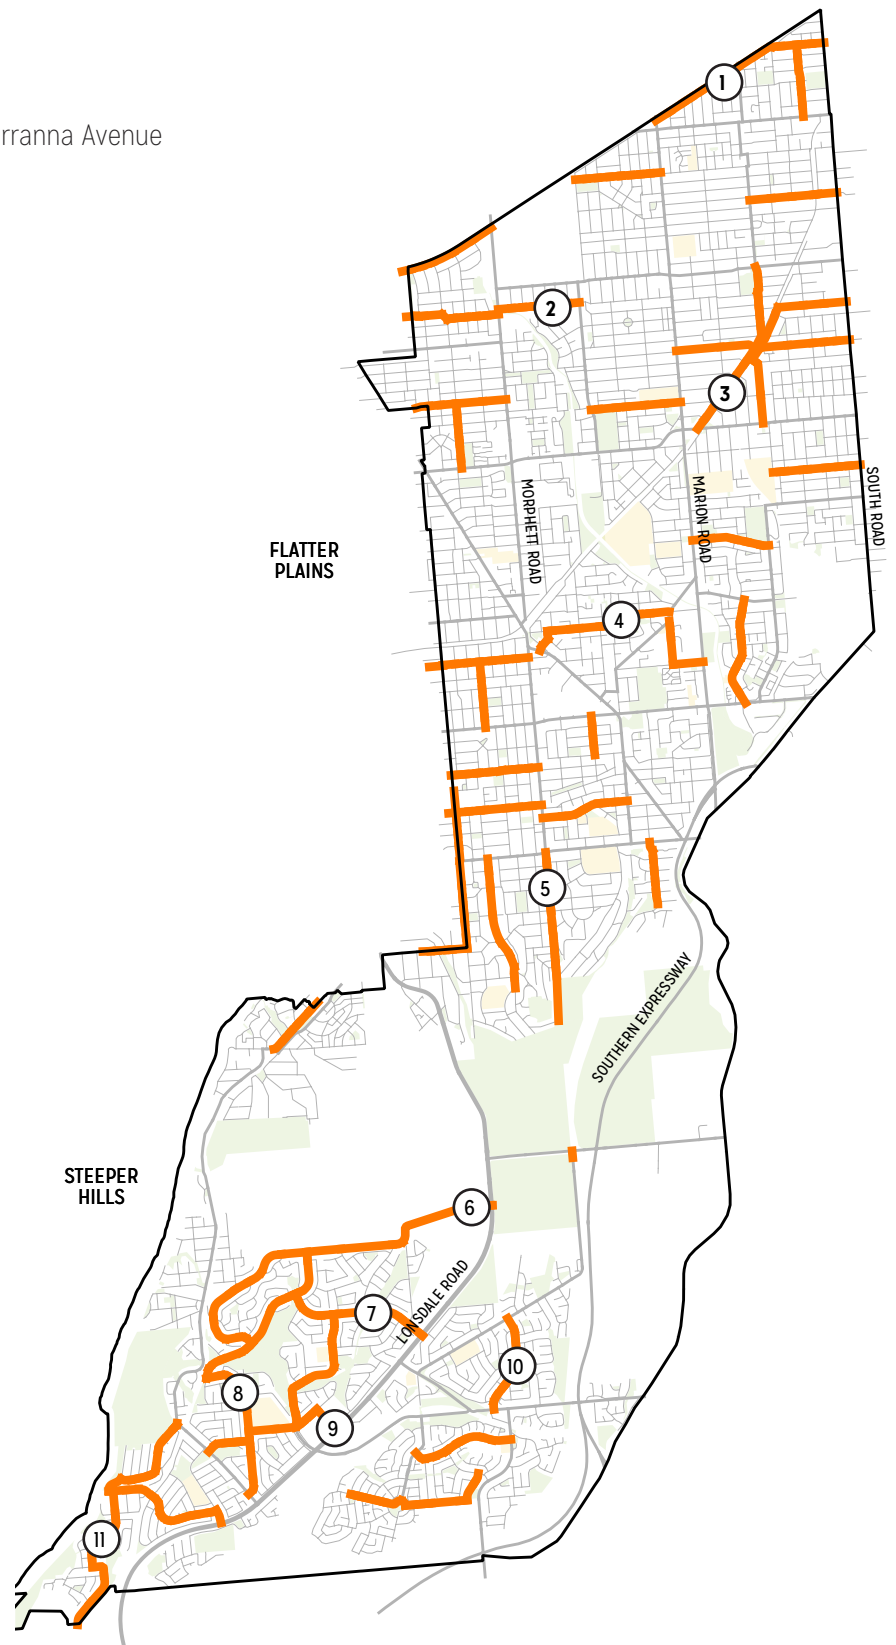 1
rranna Avenue
2
3
MORPHETT ROAD
MARION ROAD
SOUTH ROAD
FLATTER
PLAINS
4
5
SOUTHERN EXPRESSWAY
STEEPER
HILLS
6
LONSDALE ROAD
7
10
8
9
11